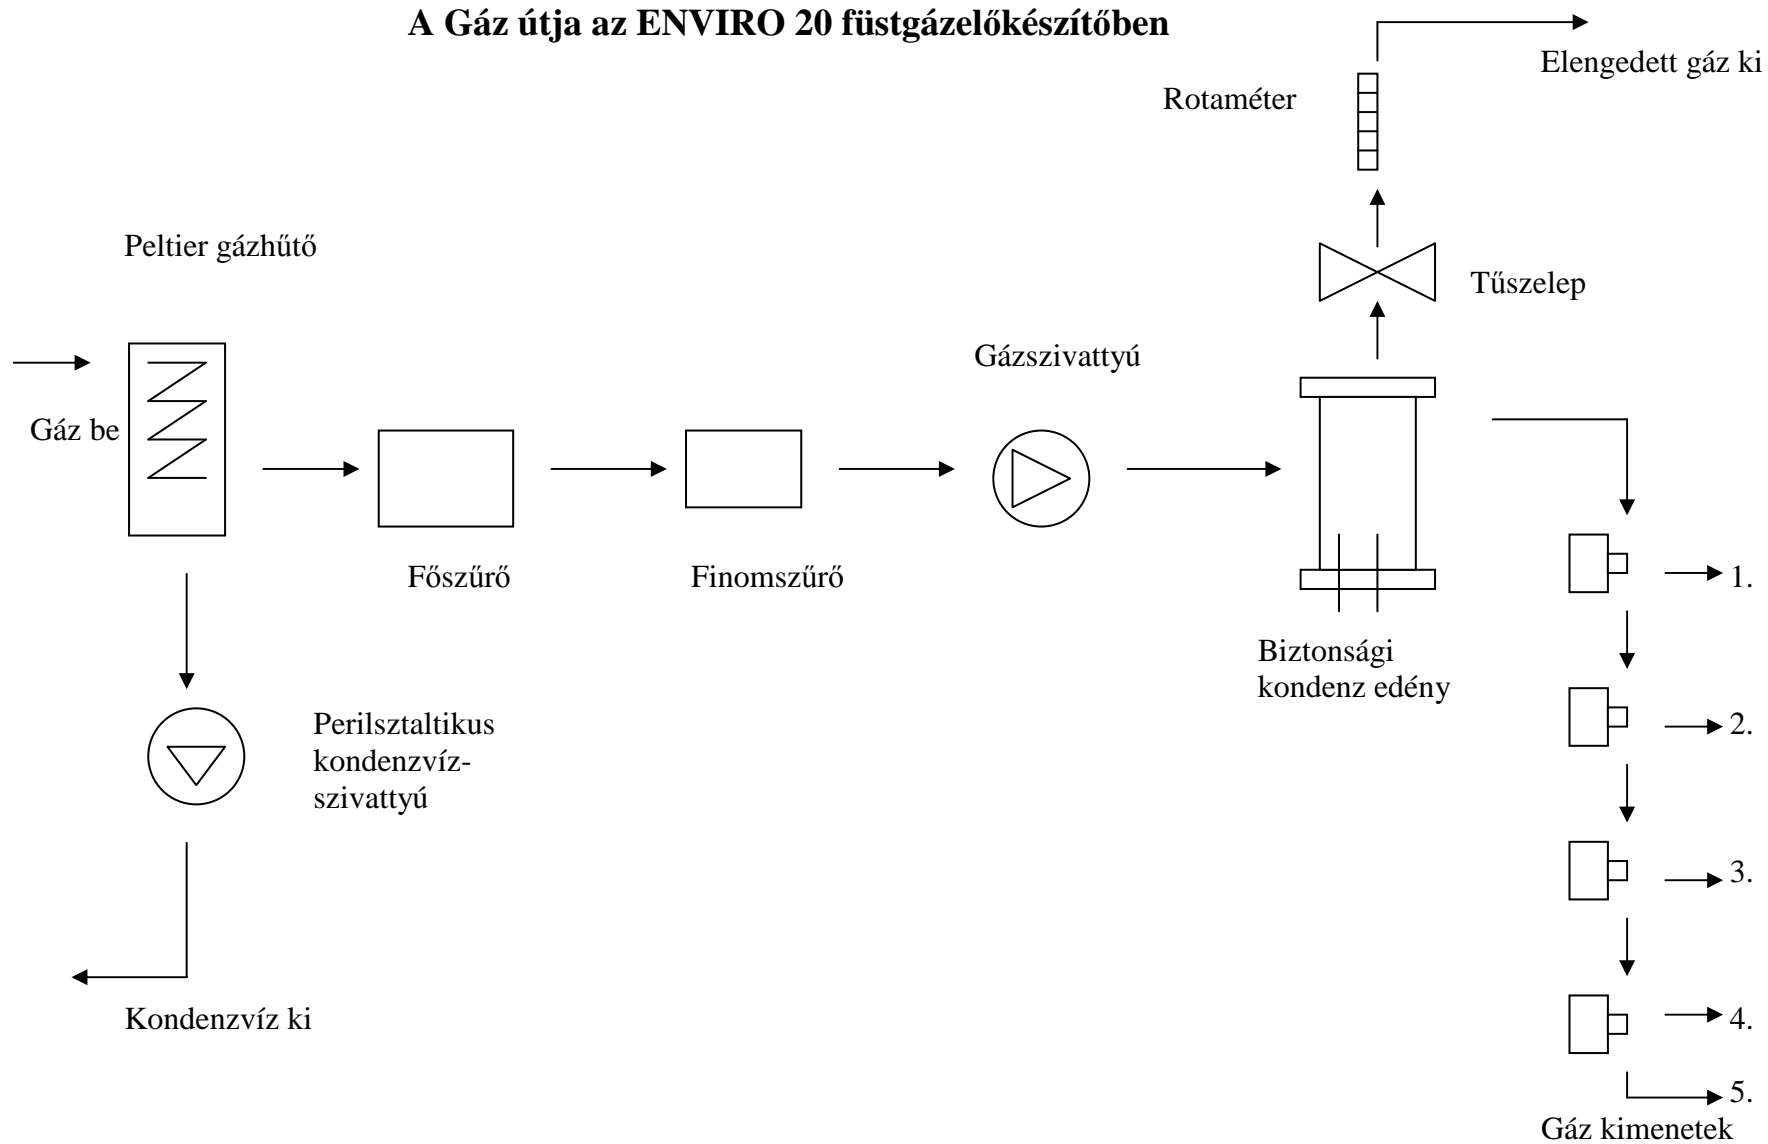 A Gáz útja az ENVIRO 20 füstgázelőkészítőben
Elengedett gáz ki
Rotaméter
Peltier gázhűtő
Tűszelep
Gázszivattyú
Gáz be
Főszűrő
Finomszűrő
1.
Biztonsági
kondenz edény
Perilsztaltikus
kondenzvíz-
szivattyú
2.
3.
Kondenzvíz ki
4.
5.
Gáz kimenetek